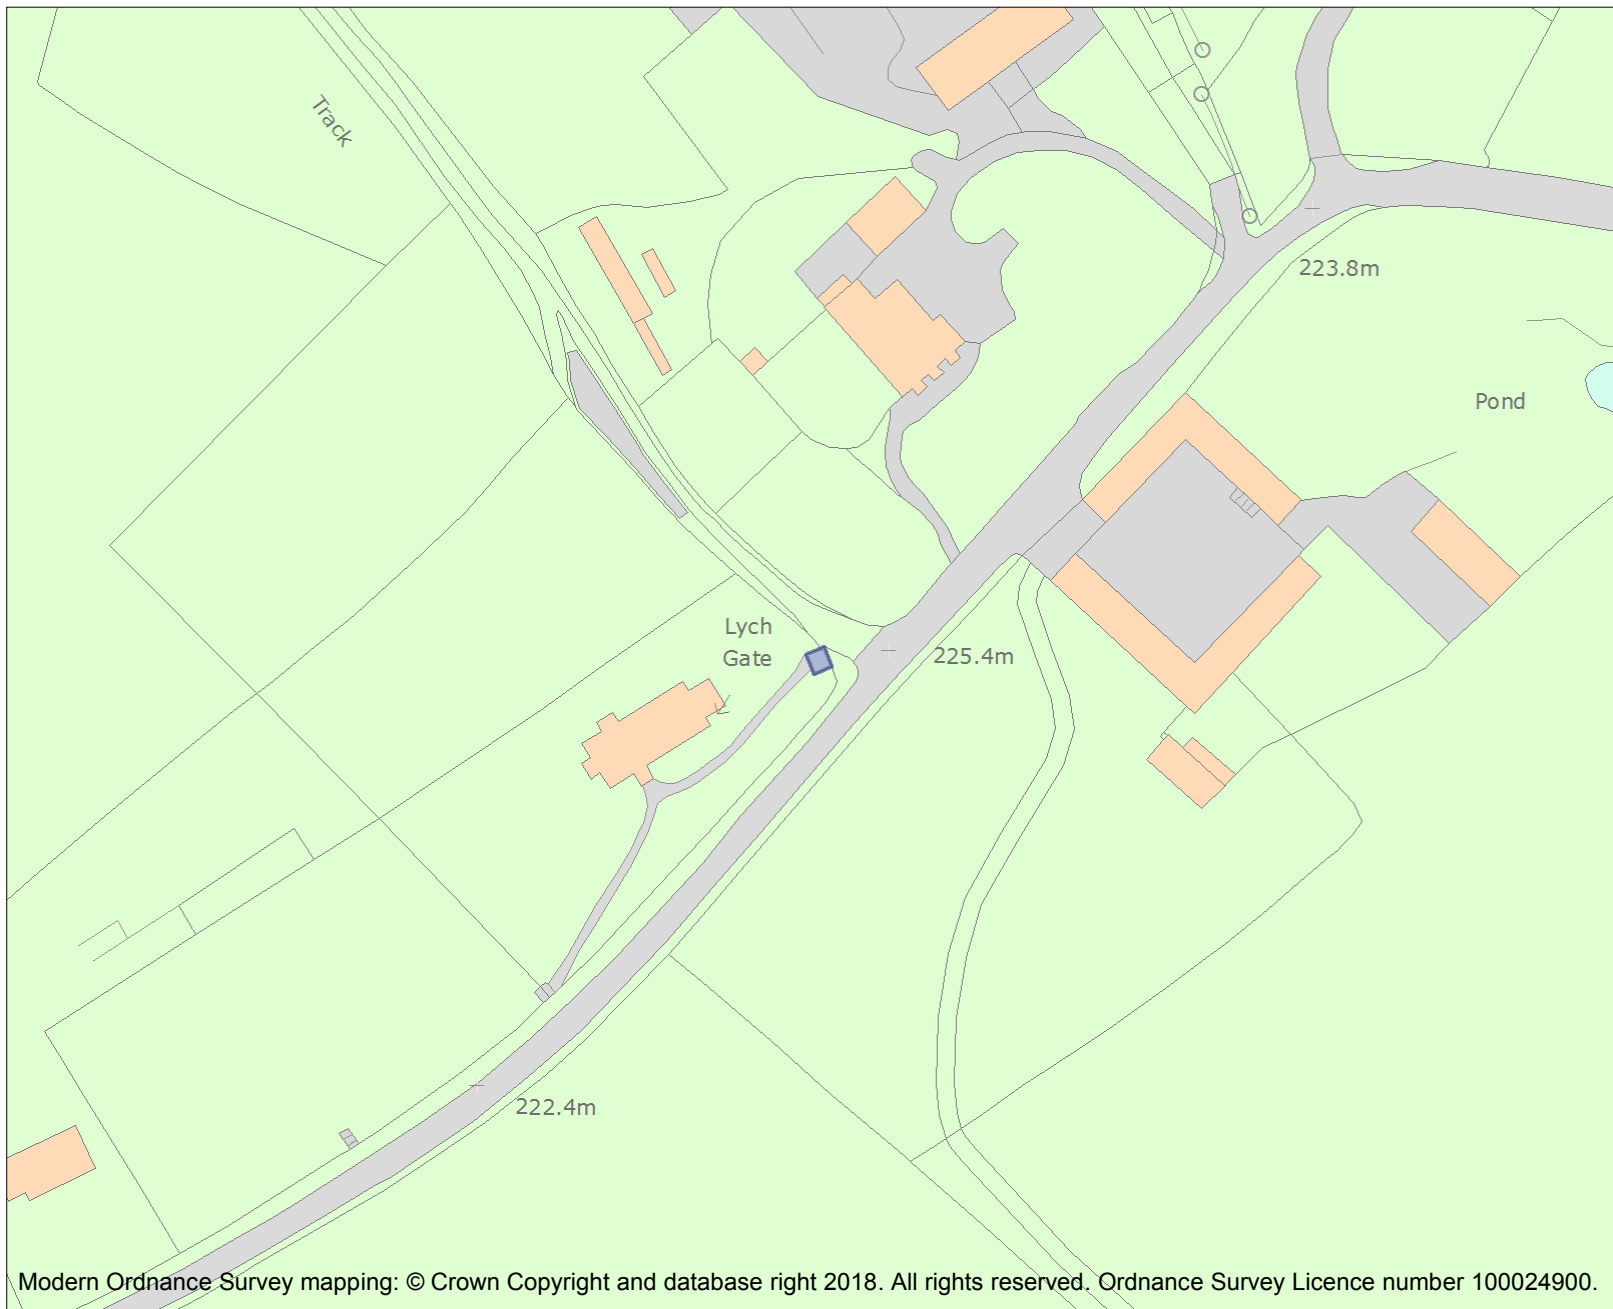 Track
223.8m
Pond
Lych
Gate
225.4m
222.4m
Modern Ordnance Survey mapping: © Crown Copyright and database right 2018. All rights reserved. Ordnance Survey Licence number 100024900.